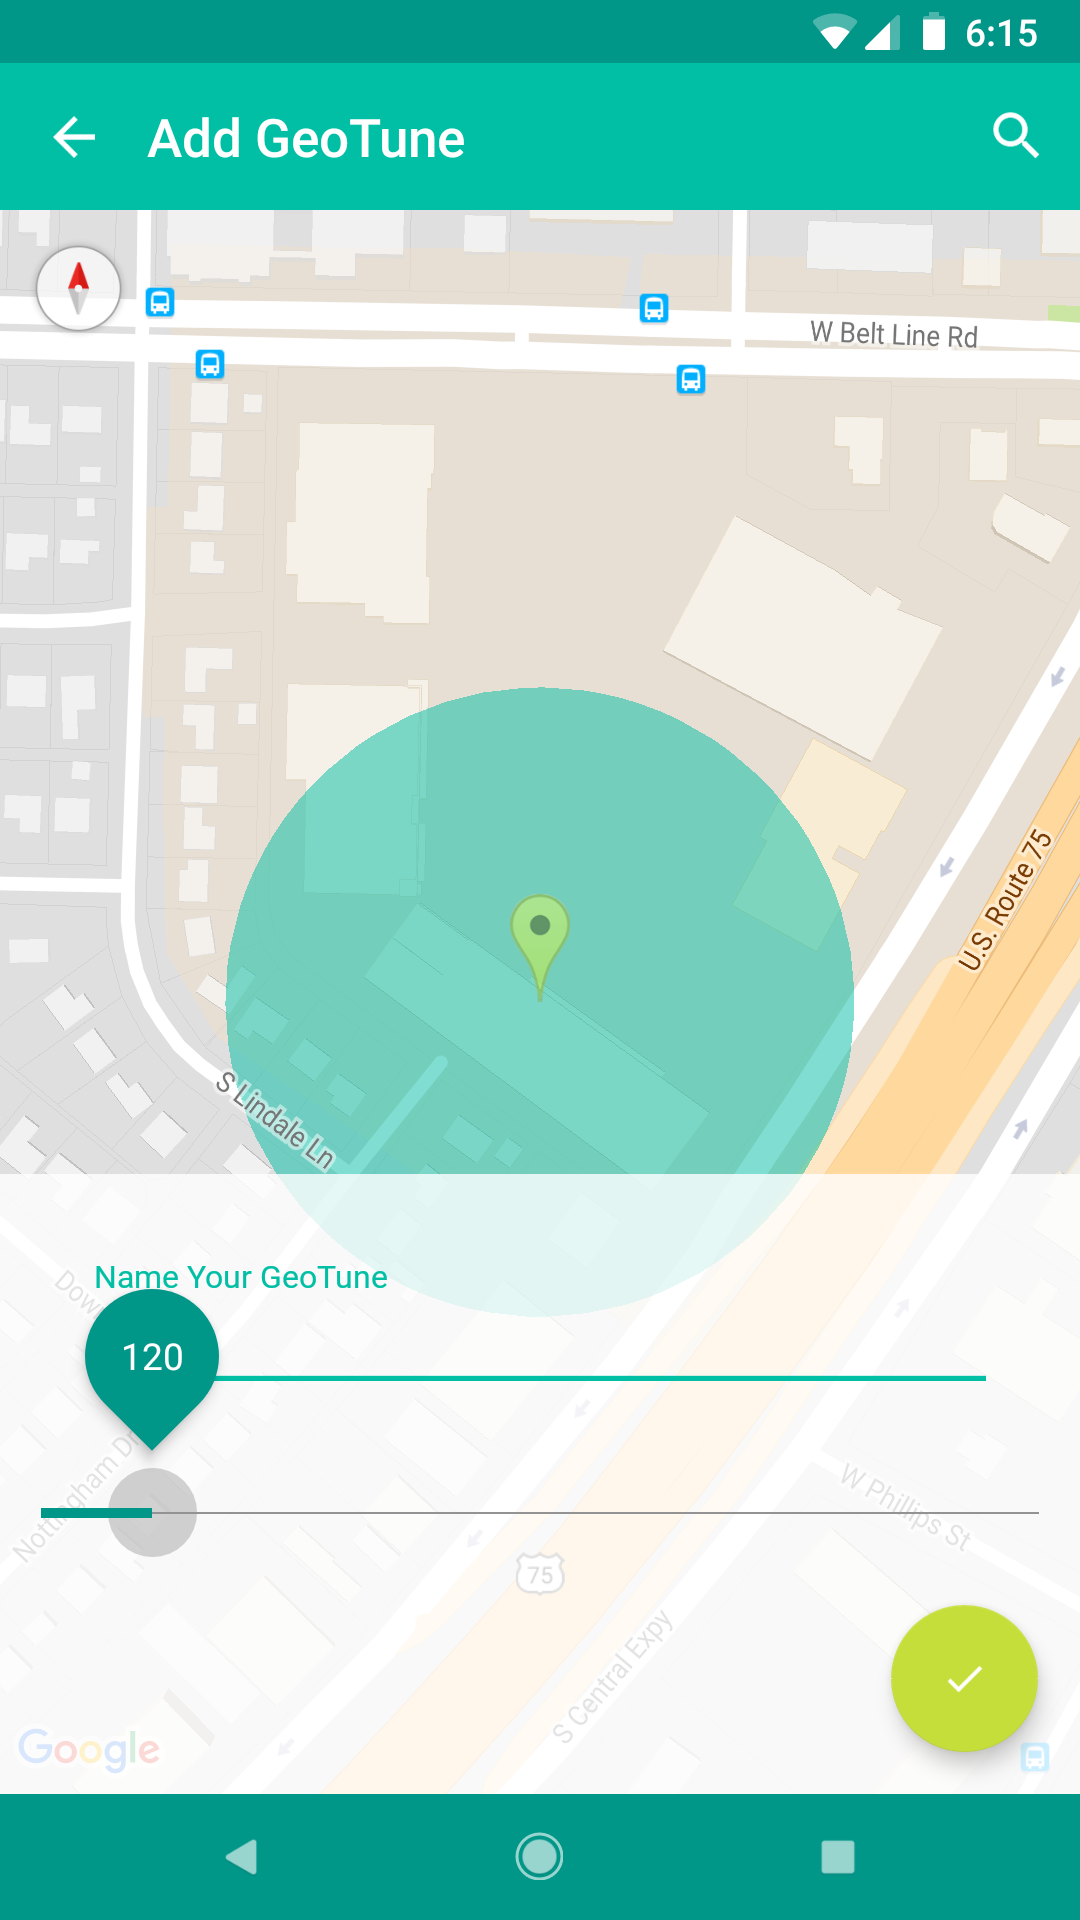 6:15
Add GeoTune
W Belt Line Rd
U.S. Route 75
S Lindale Ln
Name Your GeoTune
Dow
120
Nottingham Dr
W Phillips St
75
S Central Expy
Google